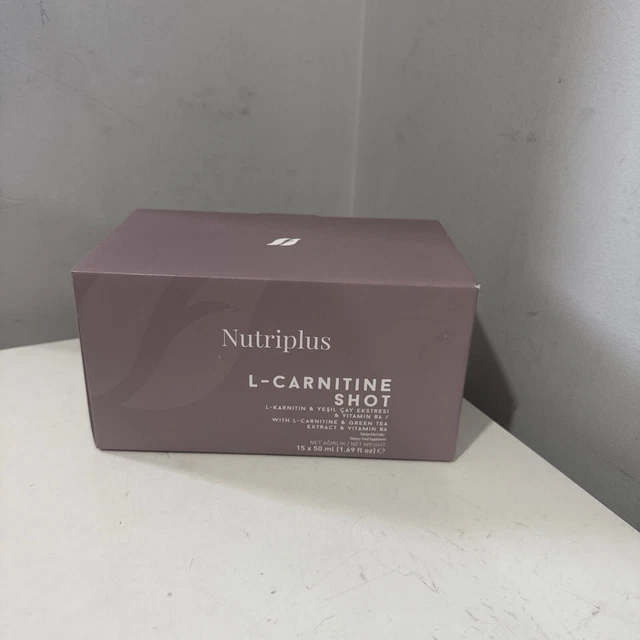 Nutriplus
L-CARNITINE
SHOT
L-KARNİTİN & YEŞİL ÇAY EKSTRESİ
& VİTAMİN B6 /
WITH L-CARNITINE & GREEN TEA
EXTRACT & VITAMIN B6
NET AĞIRLIK / NET WEIGHT
15 x 50 ml (1.69 fl oz) e